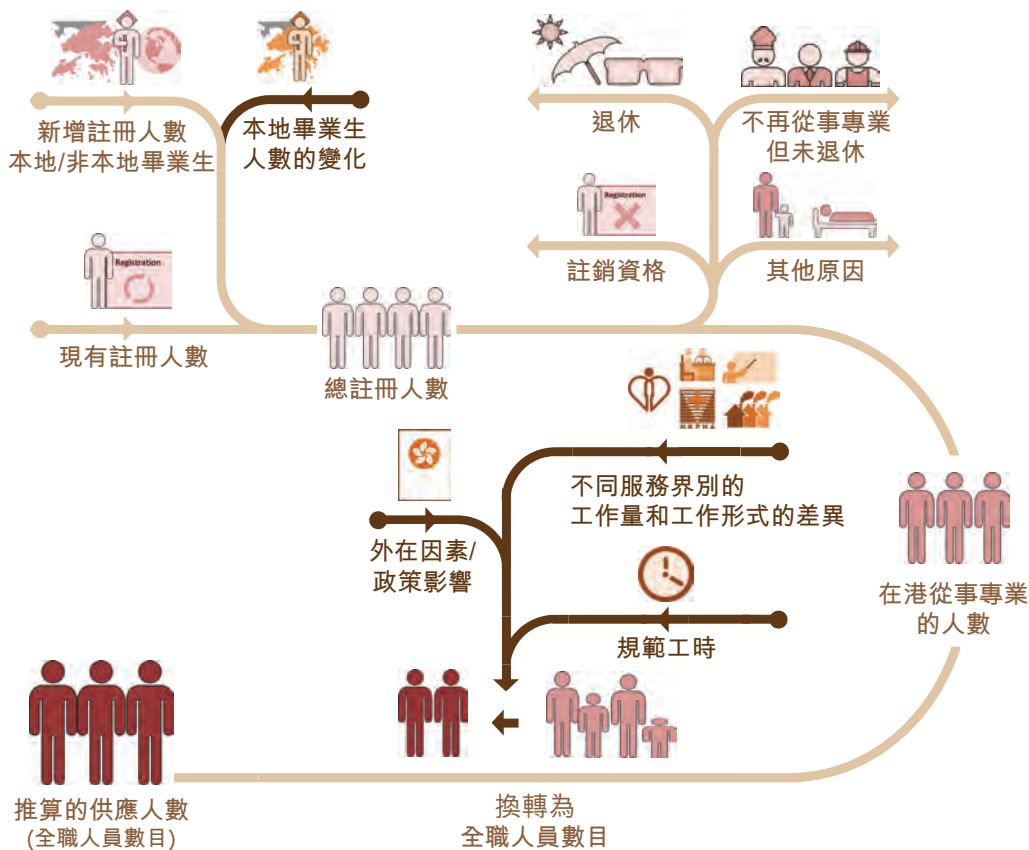 新增註冊人數
本地/非本地畢業生
本地畢業生
人數的變化
退休
不再從事專業
但未退休
Registration
註銷資格
其他原因
Registration
現有註冊人數
總註冊人數
HKPHA
不同服務界別的
工作量和工作形式的差異
外在因素/
政策影響
規範工時
在港從事專業
的人數
推算的供應人數
(全職人員數目)
換轉為
全職人員數目